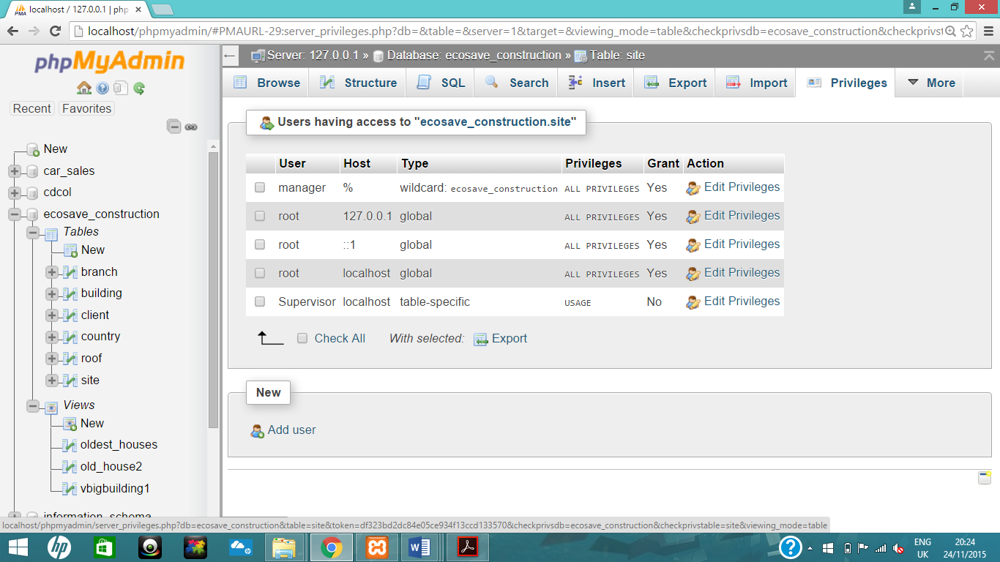 localhost / 127.0.0.1 | php
localhost/phpmyadmin/#PMAURL-29:server_privileges.php?db=&table=&server=1&target=&viewing_mode=table&checkprivsdb=ecosave_construction&checkprivst
phpMyAdmin
Recent Favorites
New
car_sales
cdcol
ecosave_construction
Tables
New
branch
building
client
country
roof
site
Views
New
oldest_houses
old_house2
vbigbuilding1
information_schema
Server: 127.0.0.1 » Database: ecosave_construction » Table: site
Browse Structure SQL Search Insert Export Import Privileges More
Users having access to "ecosave_construction.site"
User Host Type Privileges Grant Action
manager % wildcard: ecosave_construction ALL PRIVILEGES Yes Edit Privileges
root 127.0.0.1 global ALL PRIVILEGES Yes Edit Privileges
root ::1 global ALL PRIVILEGES Yes Edit Privileges
root localhost global ALL PRIVILEGES Yes Edit Privileges
Supervisor localhost table-specific USAGE No Edit Privileges
Check All With selected: Export
New
Add user
localhost/phpmyadmin/server_privileges.php?db=ecosave_construction&table=site&token=df323bd2dc84e05ce934f13ccd133570&checkprivsdb=ecosave_construction&checkprivstable=site&viewing_mode=table
ENG 20:24
UK 24/11/2015